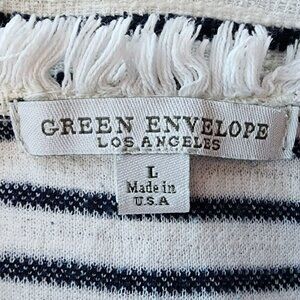 GREEN ENVELOPE
LOS ANGELES
L
Made in
U.S.A